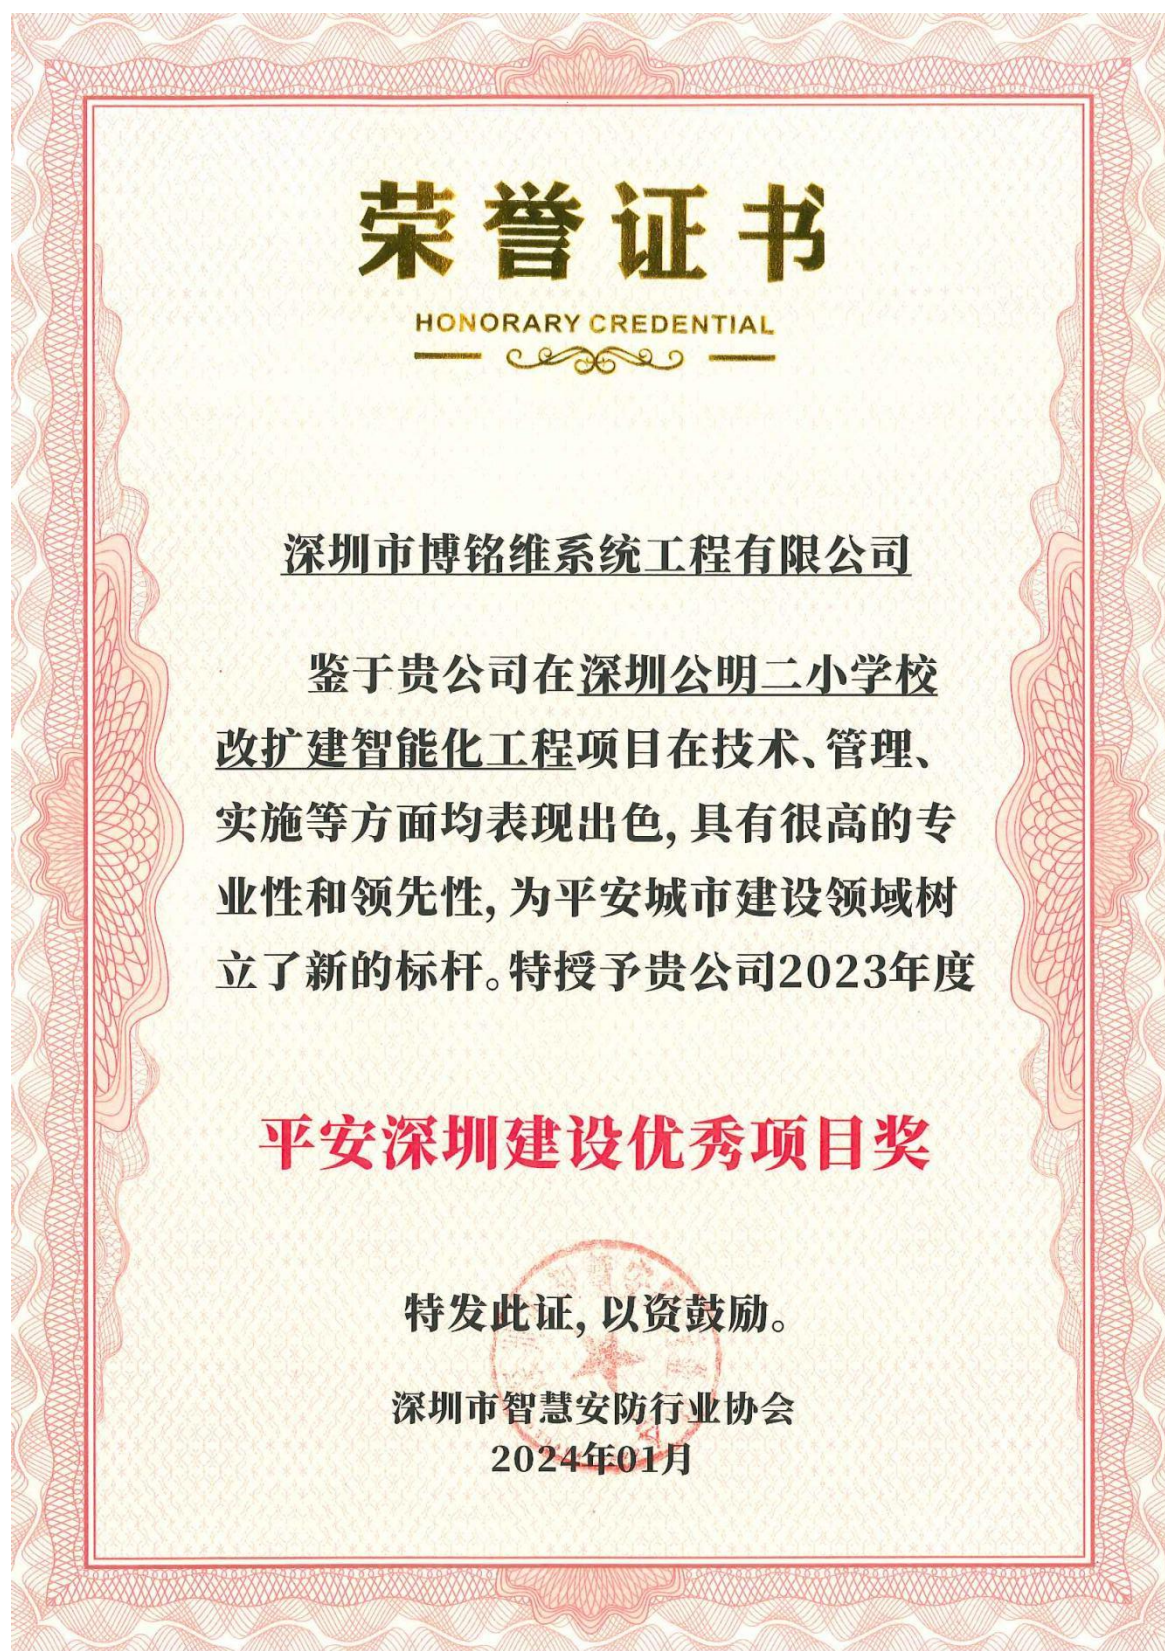 荣誉证书
HONORARY CREDENTIAL
深圳市博铭维系统工程有限公司
鉴于贵公司在深圳公明二小学校
改扩建智能化工程项目在技术、管理、
实施等方面均表现出色,具有很高的专
业性和领先性,为平安城市建设领域树
立了新的标杆。特授予贵公司2023年度
平安深圳建设优秀项目奖
特发此证,以资鼓励。
深圳市智慧安防行业协会
2024年01月